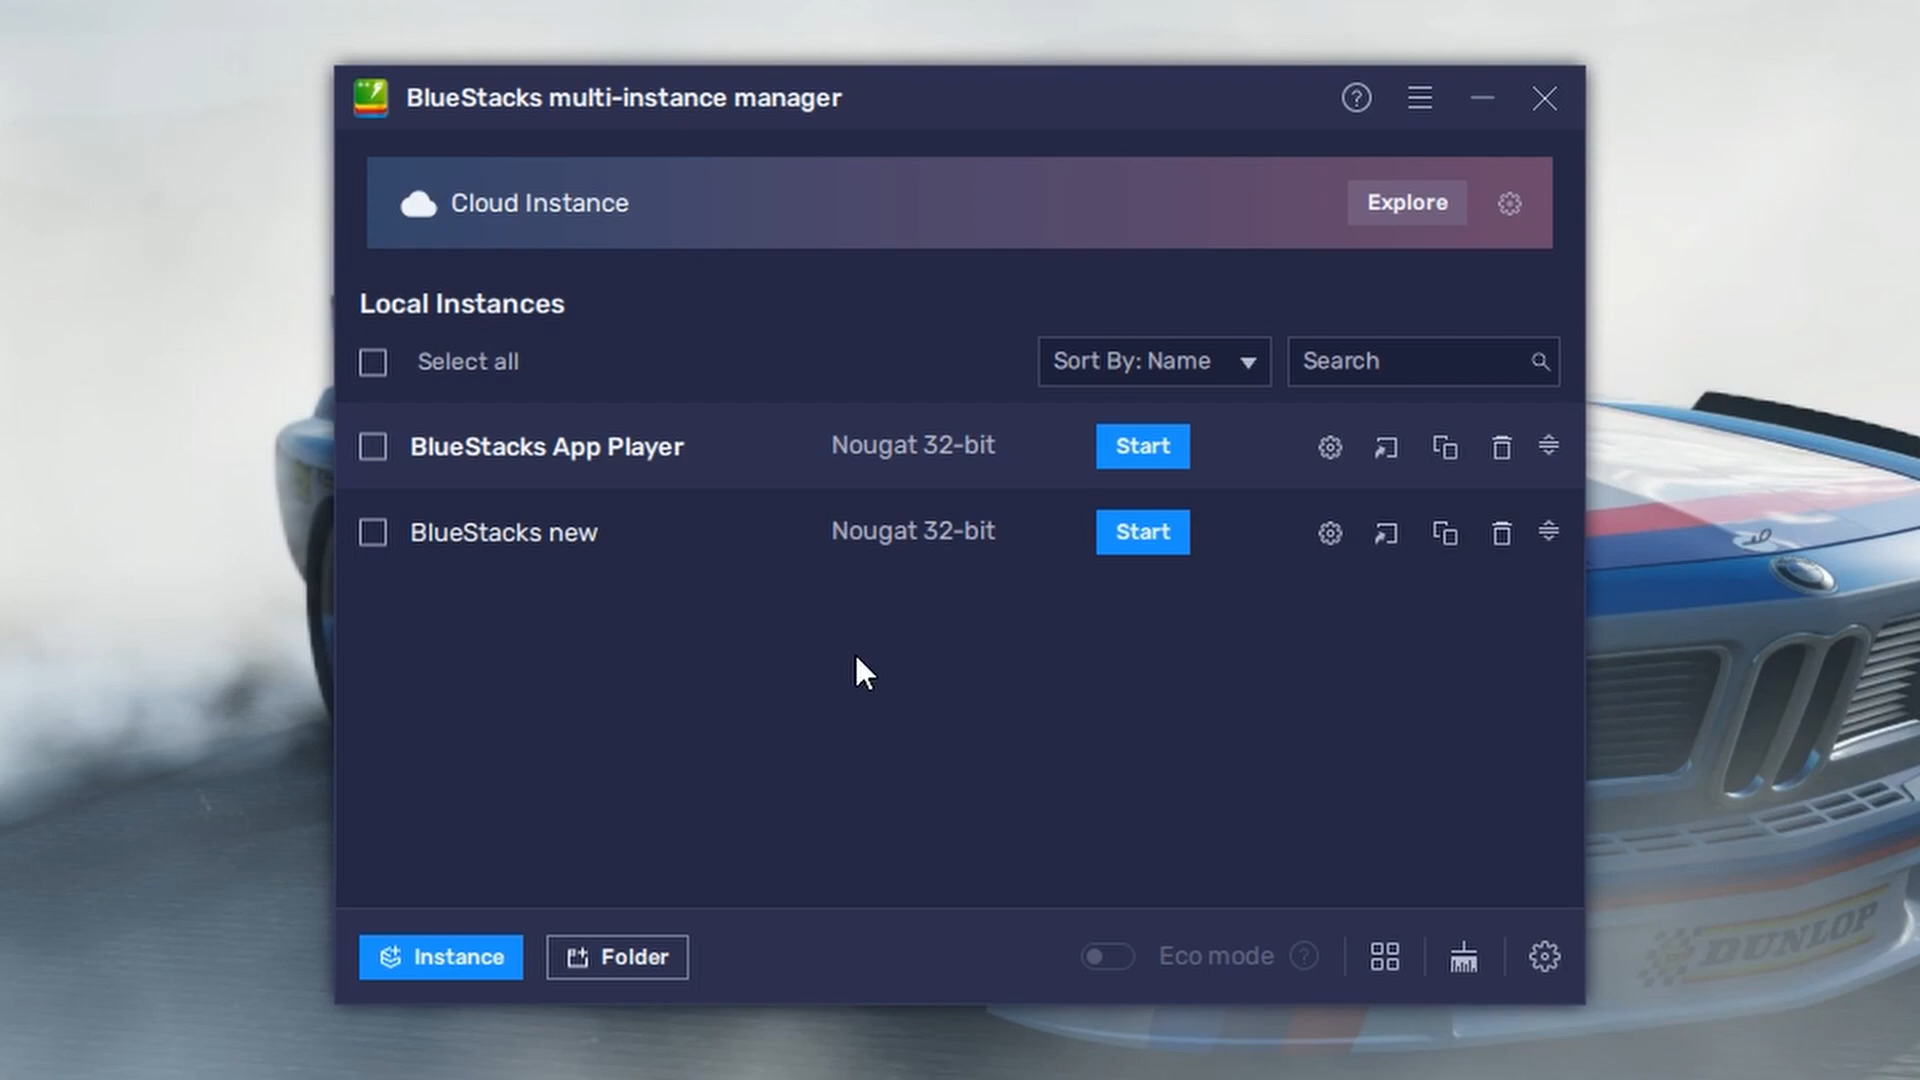 BlueStacks multi-instance manager
Cloud Instance
Explore
Local Instances
Select all
Sort By: Name
Search
BlueStacks App Player
Nougat 32-bit
Start
BlueStacks new
Nougat 32-bit
Start
Instance
Folder
Eco mode
DUNLOP